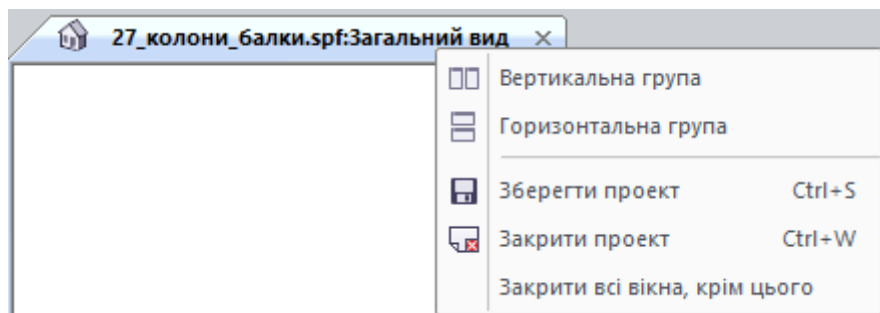 27_колони_балки.spf:Загальний вид
Вертикальна група
Горизонтальна група
Зберегти проект Ctrl+S
Закрити проект Ctrl+W
Закрити всі вікна, крім цього